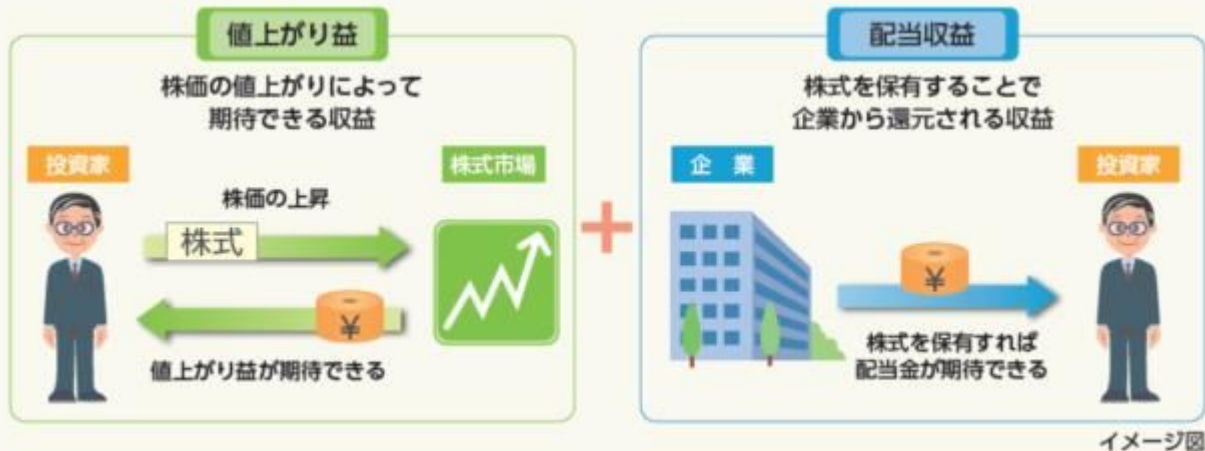 値上がり益
株価の値上がりによって
期待できる収益
投資家
株式市場
株価の上昇
株式
¥
値上がり益が期待できる
+
配当収益
株式を保有することで
企業から還元される収益
企業
投資家
¥
株式を保有すれば
配当金が期待できる
イメージ図